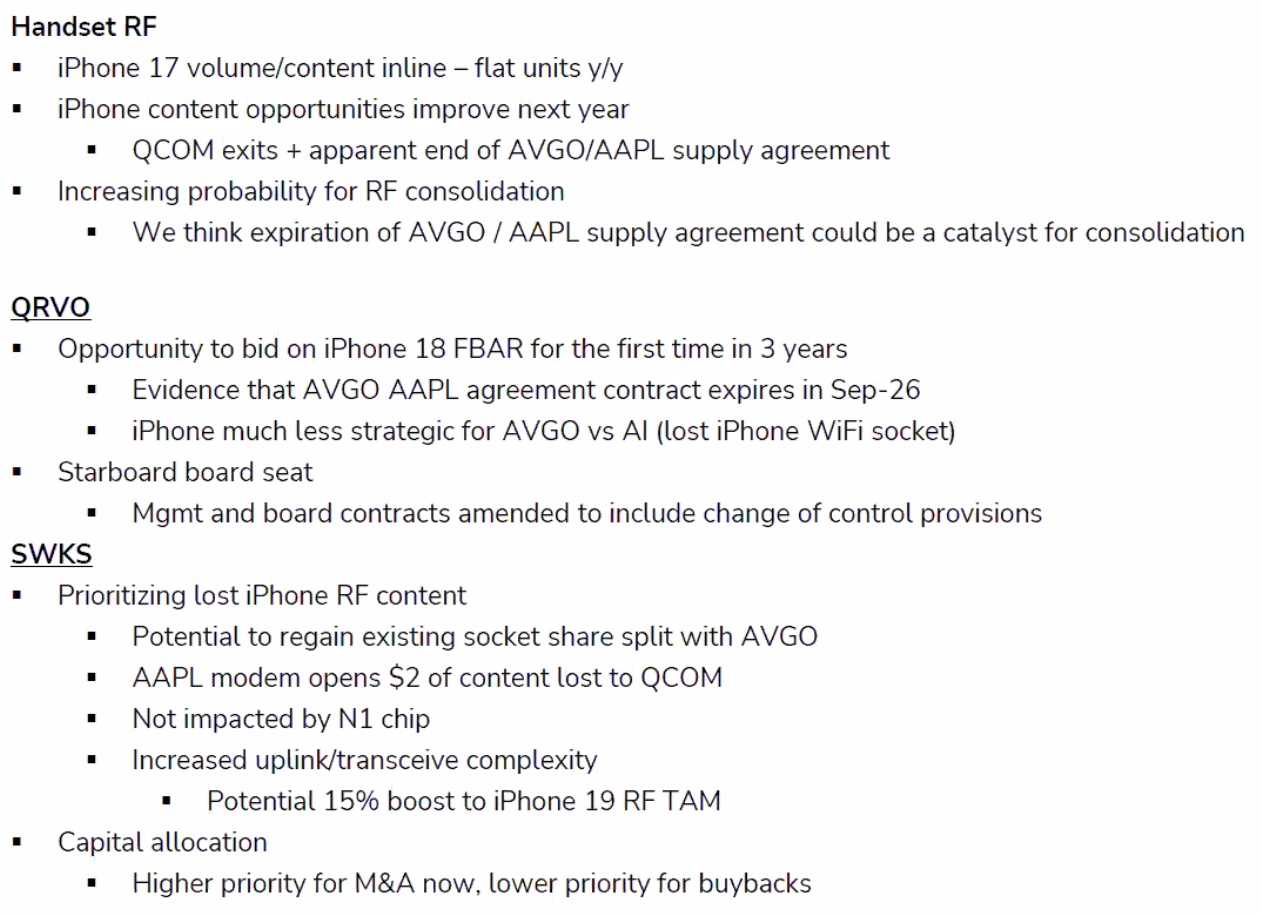 Handset RF
▪ iPhone 17 volume/content inline – flat units y/y
▪ iPhone content opportunities improve next year
▪ QCOM exits + apparent end of AVGO/AAPL supply agreement
▪ Increasing probability for RF consolidation
▪ We think expiration of AVGO / AAPL supply agreement could be a catalyst for consolidation
QRVO
▪ Opportunity to bid on iPhone 18 FBAR for the first time in 3 years
▪ Evidence that AVGO AAPL agreement contract expires in Sep-26
▪ iPhone much less strategic for AVGO vs AI (lost iPhone WiFi socket)
▪ Starboard board seat
▪ Mgmt and board contracts amended to include change of control provisions
SWKS
▪ Prioritizing lost iPhone RF content
▪ Potential to regain existing socket share split with AVGO
▪ AAPL modem opens $2 of content lost to QCOM
▪ Not impacted by N1 chip
▪ Increased uplink/transceive complexity
▪ Potential 15% boost to iPhone 19 RF TAM
▪ Capital allocation
▪ Higher priority for M&A now, lower priority for buybacks